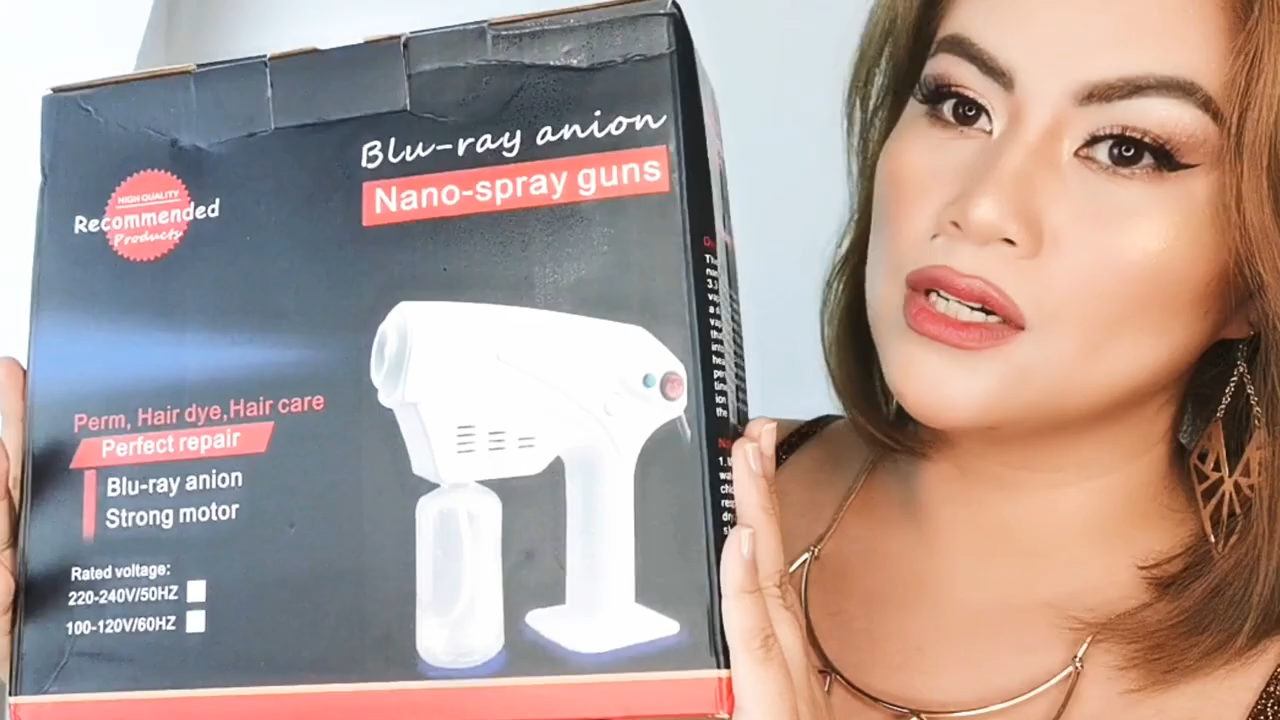 Blu-ray anion
Nano-spray guns
HIGH QUALITY
Recommended
Products
Perm, Hair dye,Hair care
Perfect repair
Blu-ray anion
Strong motor
Rated voltage:
220-240V/50HZ
100-120V/60HZ